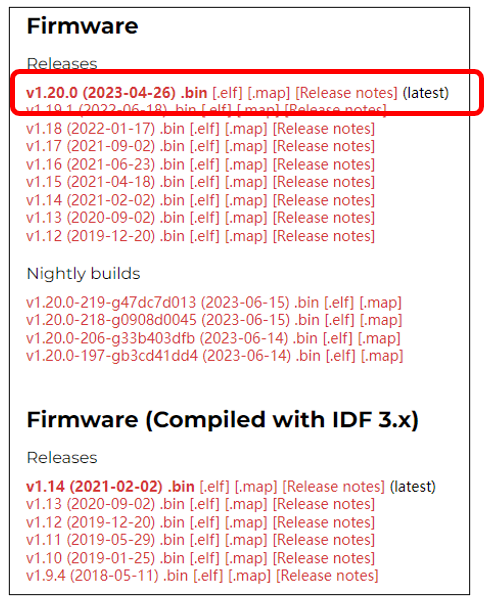 Firmware
Releases
v1.20.0 (2023-04-26) .bin [.elf] [.map] [Release notes] (latest)
v1.19.1 (2022-06-18) .bin [.elf] [.map] [Release notes]
v1.18 (2022-01-17) .bin [.elf] [.map] [Release notes]
v1.17 (2021-09-02) .bin [.elf] [.map] [Release notes]
v1.16 (2021-06-23) .bin [.elf] [.map] [Release notes]
v1.15 (2021-04-18) .bin [.elf] [.map] [Release notes]
v1.14 (2021-02-02) .bin [.elf] [.map] [Release notes]
v1.13 (2020-09-02) .bin [.elf] [.map] [Release notes]
v1.12 (2019-12-20) .bin [.elf] [.map] [Release notes]
Nightly builds
v1.20.0-219-g47dc7d013 (2023-06-15) .bin [.elf] [.map]
v1.20.0-218-g0908d0045 (2023-06-15) .bin [.elf] [.map]
v1.20.0-206-g33b403dfb (2023-06-14) .bin [.elf] [.map]
v1.20.0-197-gb3cd41dd4 (2023-06-14) .bin [.elf] [.map]
Firmware (Compiled with IDF 3.x)
Releases
v1.14 (2021-02-02) .bin [.elf] [.map] [Release notes] (latest)
v1.13 (2020-09-02) .bin [.elf] [.map] [Release notes]
v1.12 (2019-12-20) .bin [.elf] [.map] [Release notes]
v1.11 (2019-05-29) .bin [.elf] [.map] [Release notes]
v1.10 (2019-01-25) .bin [.elf] [.map] [Release notes]
v1.9.4 (2018-05-11) .bin [.elf] [.map] [Release notes]